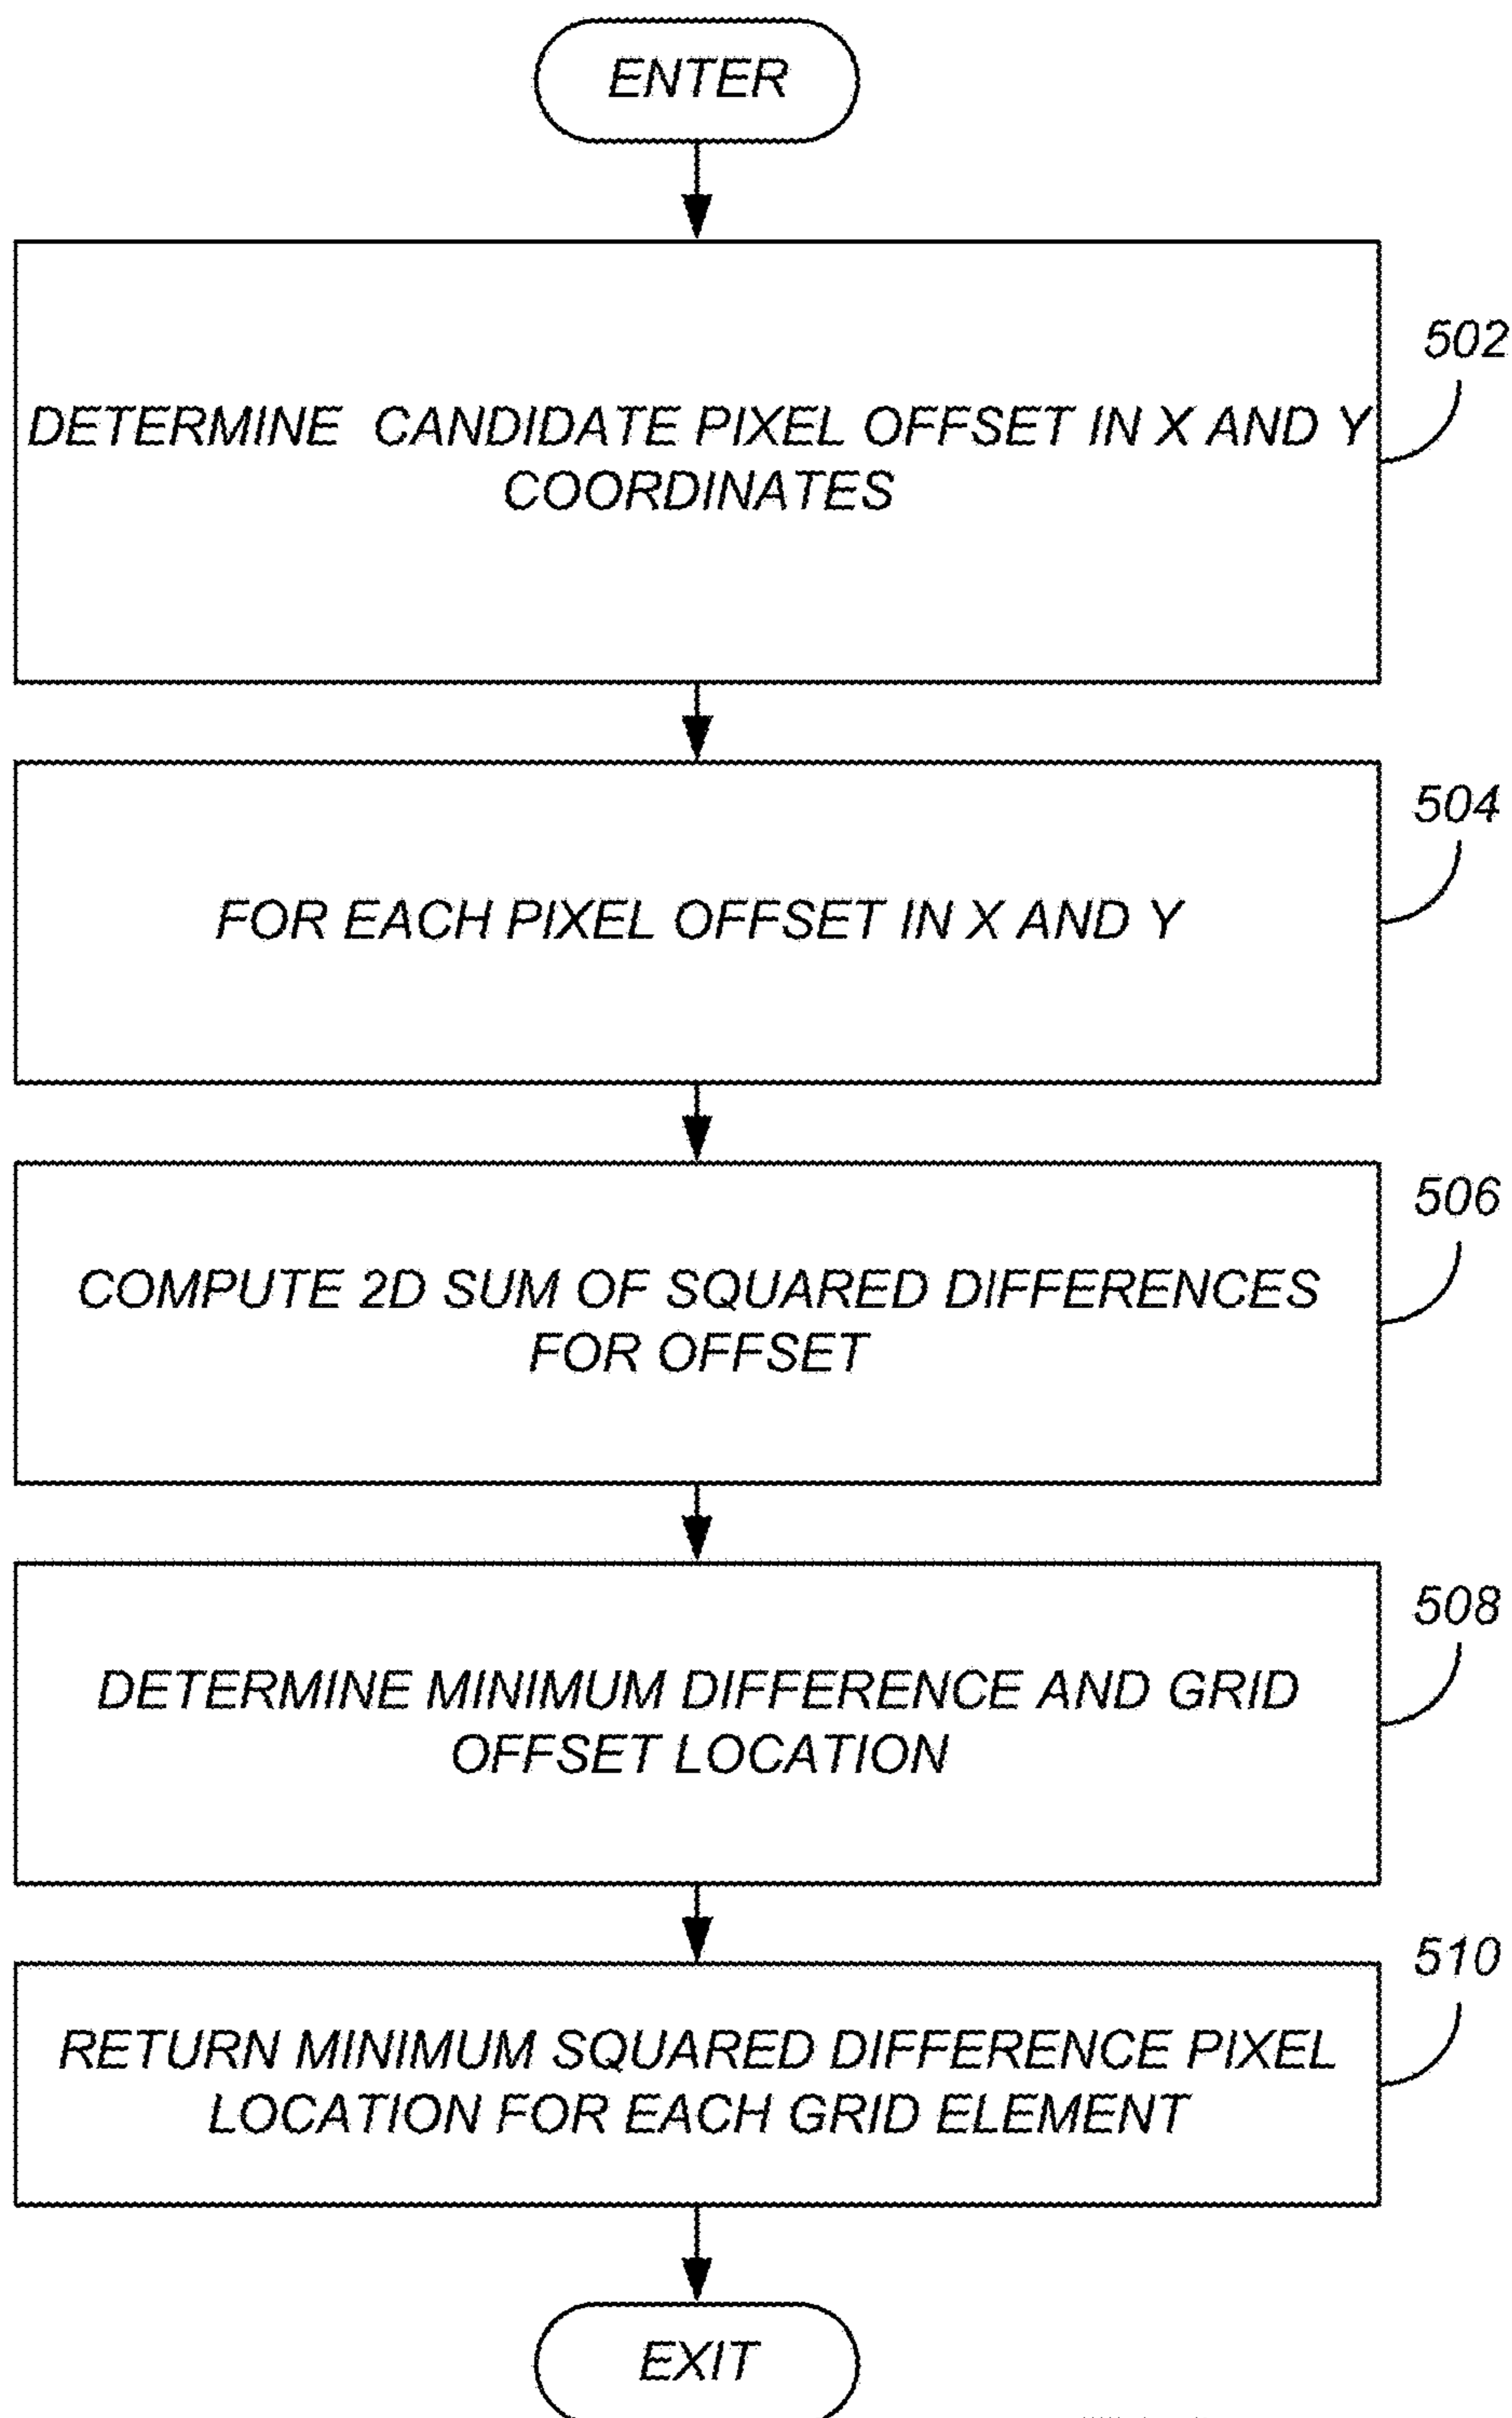 ENTER
502
DETERMINE CANDIDATE PIXEL OFFSET IN X AND Y
COORDINATES
504
FOR EACH PIXEL OFFSET IN X AND Y
506
COMPUTE 2D SUM OF SQUARED DIFFERENCES
FOR OFFSET
508
DETERMINE MINIMUM DIFFERENCE AND GRID
OFFSET LOCATION
510
RETURN MINIMUM SQUARED DIFFERENCE PIXEL
LOCATION FOR EACH GRID ELEMENT
EXIT